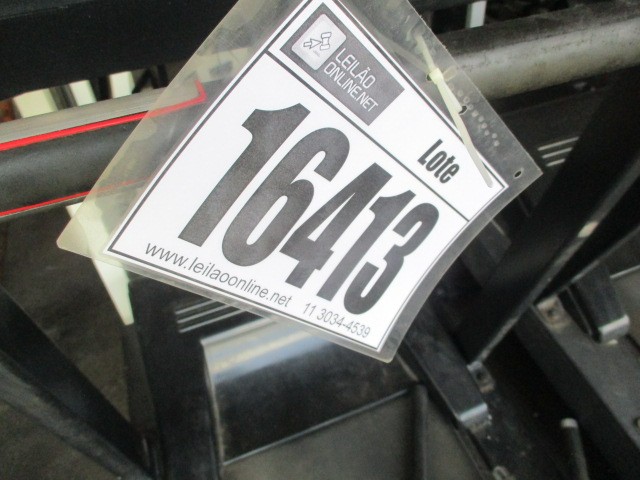 LEILÃO
ONLINE.NET
Lote
16413
www.leilaoonline.net 11 3034-4539